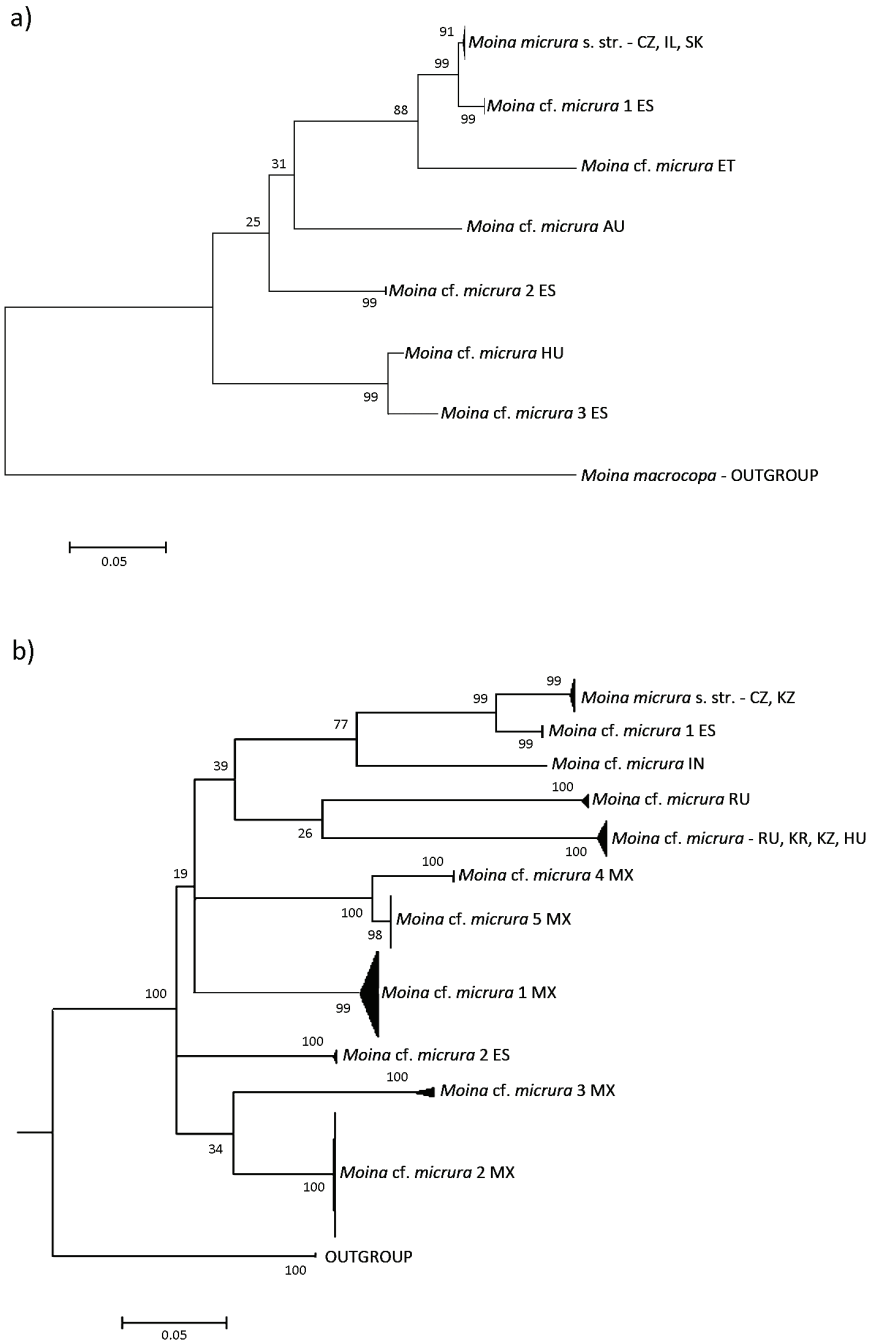 a)
91
Moina micrura s. str. - CZ, IL, SK
99
Moina cf. micrura 1 ES
99
88
Moina cf. micrura ET
31
Moina cf. micrura AU
25
Moina cf. micrura 2 ES
99
Moina cf. micrura HU
99
Moina cf. micrura 3 ES
Moina macrocopa - OUTGROUP
0.05
b)
99
Moina micrura s. str. - CZ, KZ
99
Moina cf. micrura 1 ES
99
77
Moina cf. micrura IN
39
100
Moina cf. micrura RU
26
Moina cf. micrura - RU, KR, KZ, HU
100
19
100
Moina cf. micrura 4 MX
100
Moina cf. micrura 5 MX
98
100
Moina cf. micrura 1 MX
99
100
Moina cf. micrura 2 ES
100
Moina cf. micrura 3 MX
34
Moina cf. micrura 2 MX
100
OUTGROUP
100
0.05